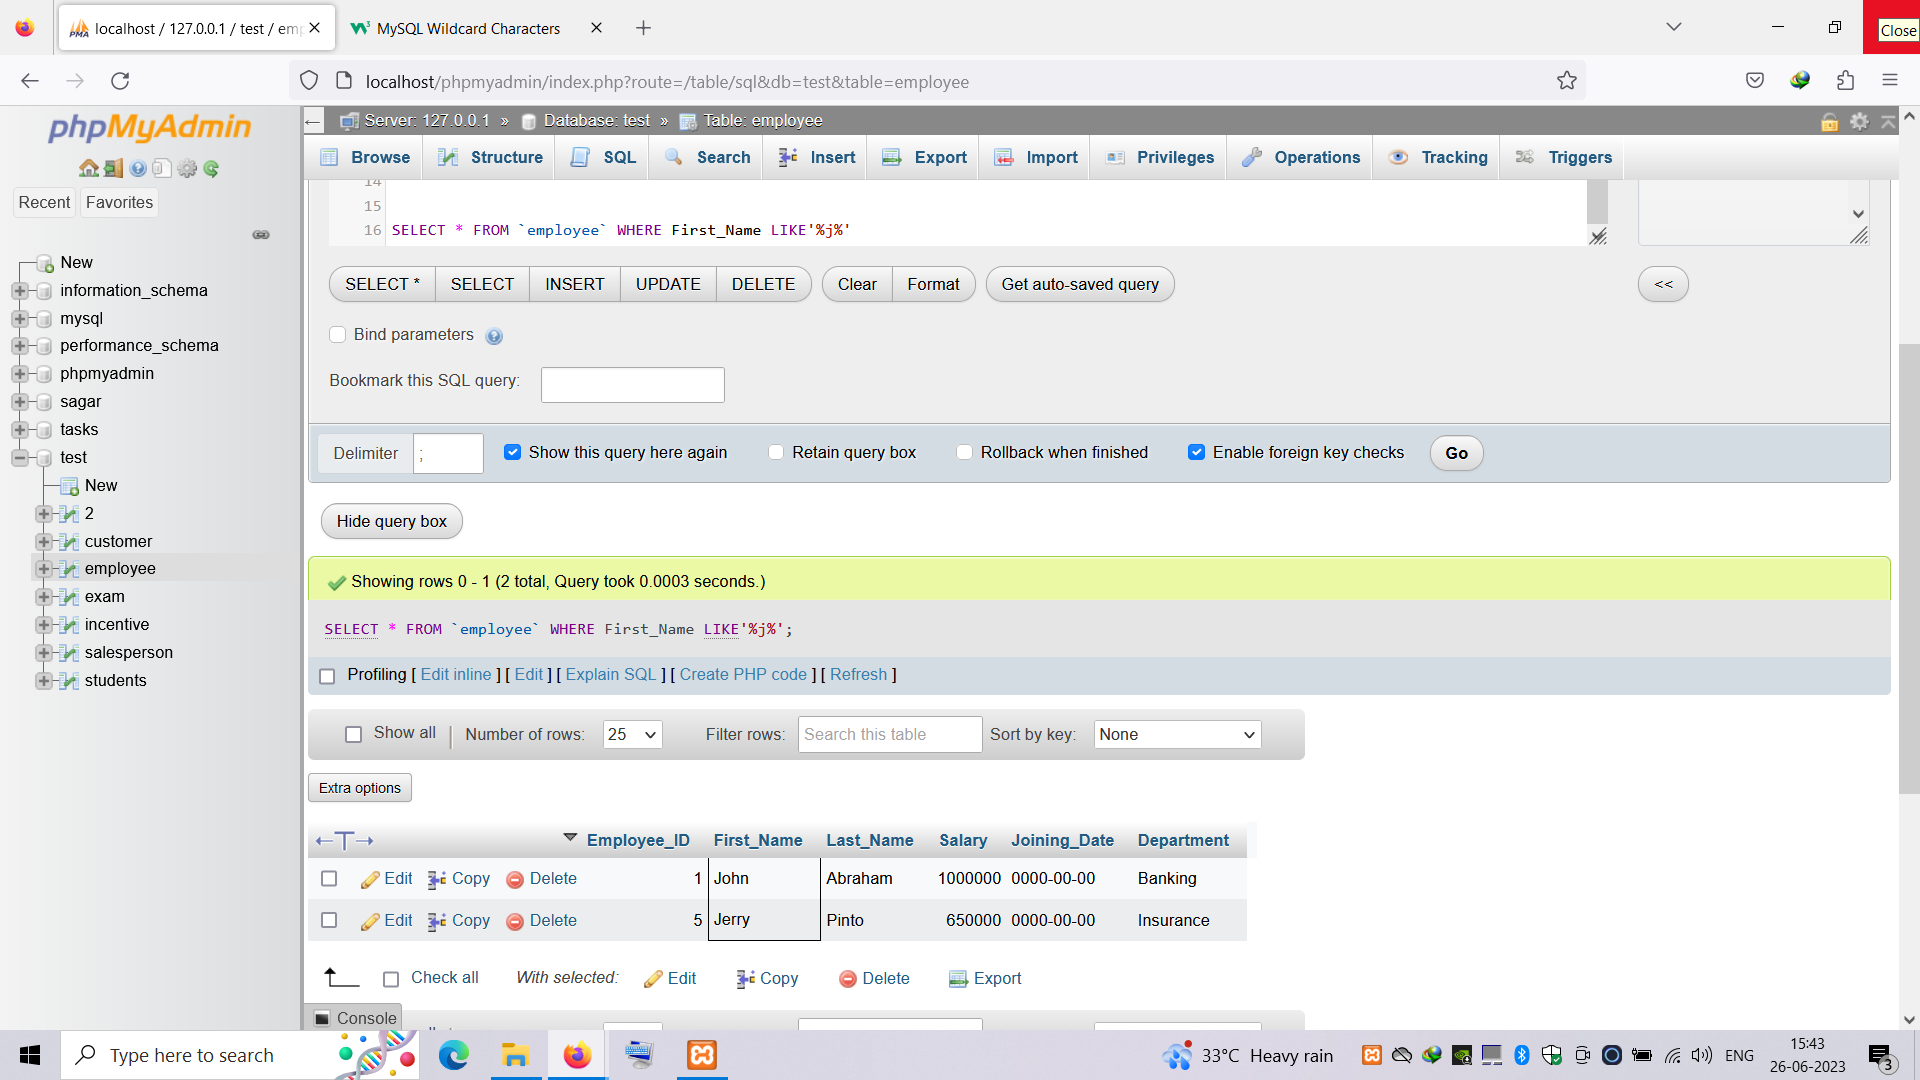 localhost / 127.0.0.1 / test / emp
MySQL Wildcard Characters
Close
localhost/phpmyadmin/index.php?route=/table/sql&db=test&table=employee
phpMyAdmin
Recent
Favorites
New
information_schema
mysql
performance_schema
phpmyadmin
sagar
tasks
test
New
2
customer
employee
exam
incentive
salesperson
students
Server: 127.0.0.1 » Database: test » Table: employee
Browse Structure SQL Search Insert Export Import Privileges Operations Tracking Triggers
14
15
16 SELECT * FROM `employee` WHERE First_Name LIKE'%j%'
SELECT * SELECT INSERT UPDATE DELETE Clear Format Get auto-saved query <<
Bind parameters
Bookmark this SQL query:
Delimiter ; Show this query here again Retain query box Rollback when finished Enable foreign key checks Go
Hide query box
Showing rows 0 - 1 (2 total, Query took 0.0003 seconds.)
SELECT * FROM `employee` WHERE First_Name LIKE'%j%';
Profiling [ Edit inline ] [ Edit ] [ Explain SQL ] [ Create PHP code ] [ Refresh ]
Show all Number of rows: 25 Filter rows: Search this table Sort by key: None
Extra options
Employee_ID First_Name Last_Name Salary Joining_Date Department
Edit Copy Delete 1 John Abraham 1000000 0000-00-00 Banking
Edit Copy Delete 5 Jerry Pinto 650000 0000-00-00 Insurance
Check all With selected: Edit Copy Delete Export
Console
Type here to search
33°C Heavy rain
ENG
15:43
26-06-2023
3